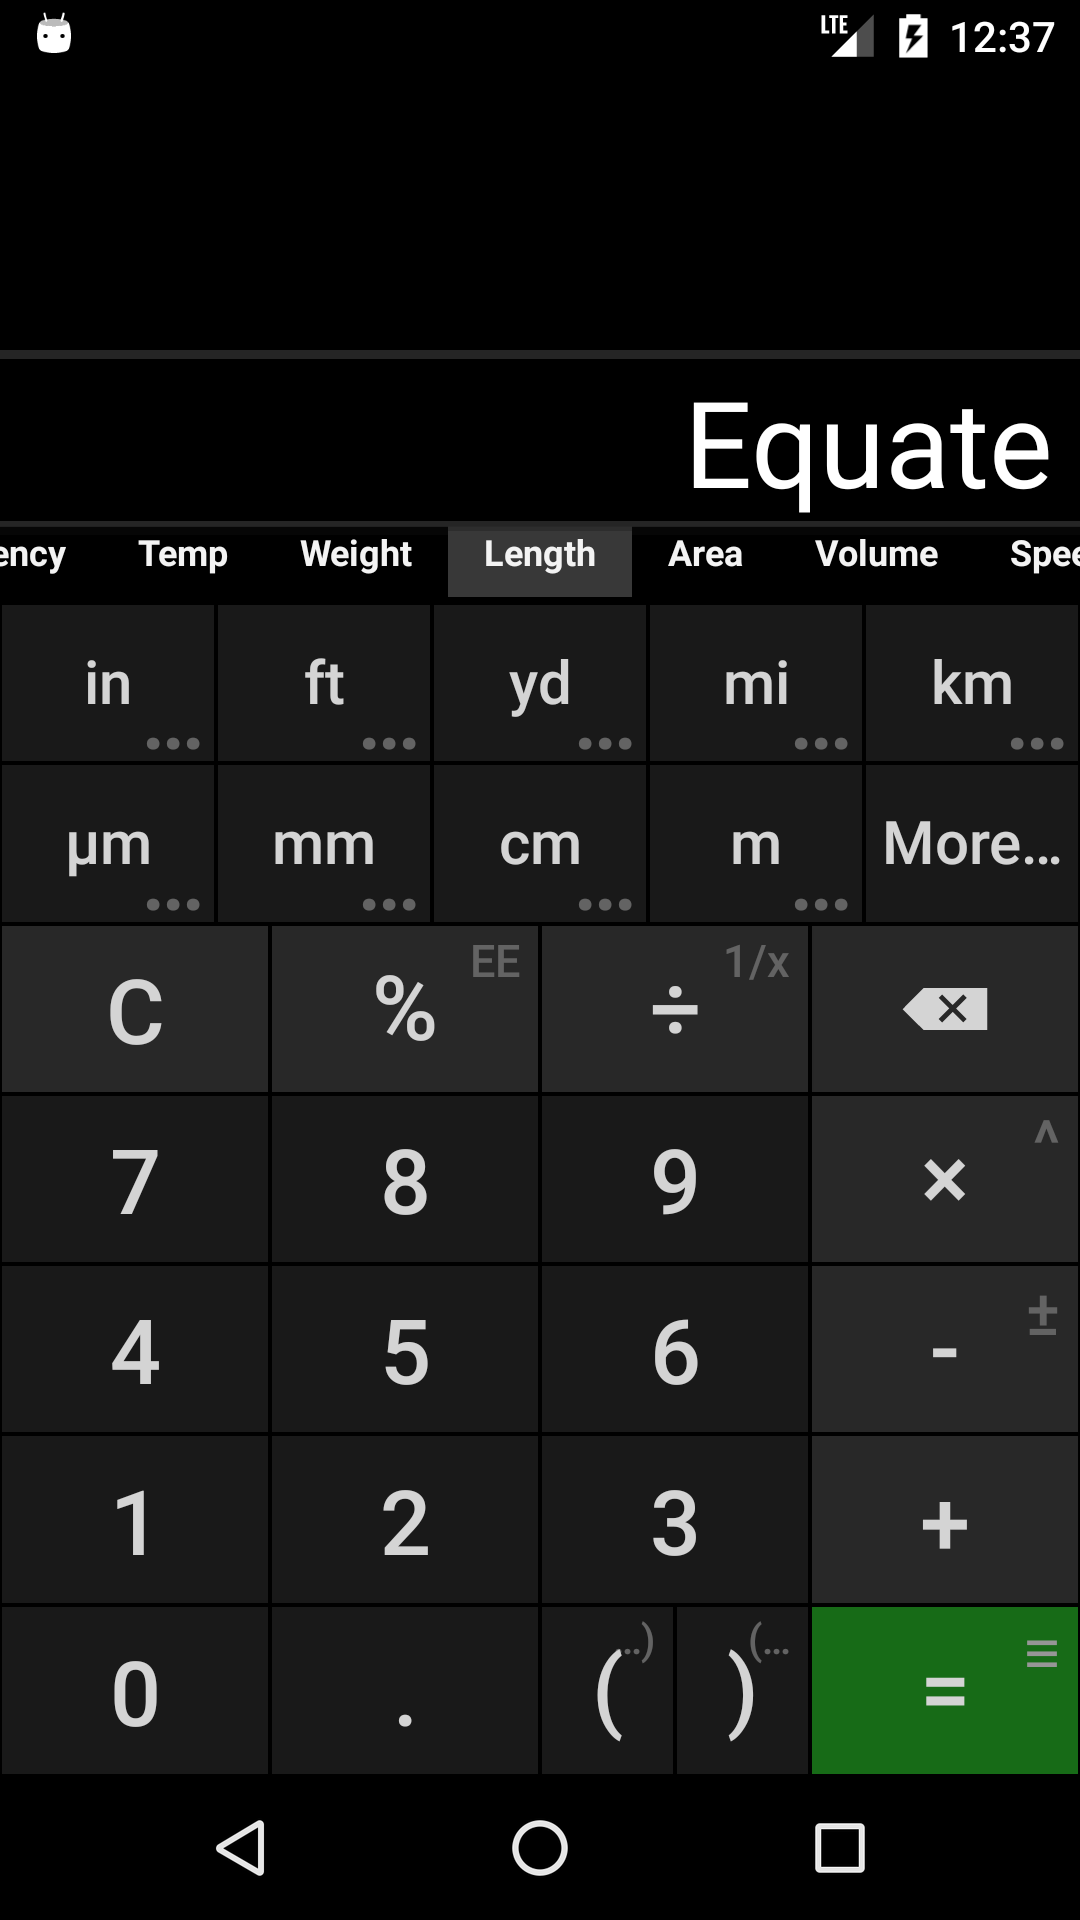 LTE 12:37
Equate
ency Temp Weight Length Area Volume Spee
in ft yd mi km
µm mm cm m More...
C % EE ÷ 1/x
7 8 9 × ^
4 5 6 - ±
1 2 3 +
0 . ( ..) ) (... =